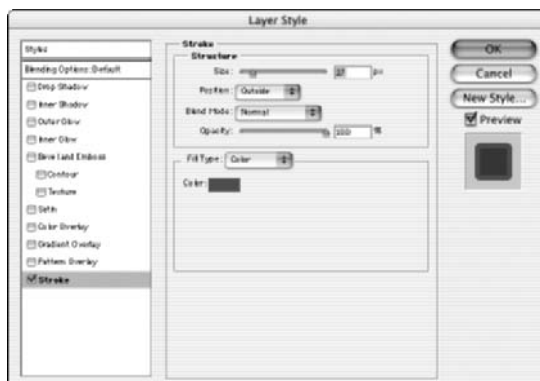 Layer Style
Styles
Blending Options: Default
Drop Shadow
Inner Shadow
Outer Glow
Inner Glow
Bevel and Emboss
Contour
Texture
Satin
Color Overlay
Gradient Overlay
Pattern Overlay
Stroke
Stroke
Structure
Size: px
Position: Outside
Blend Mode: Normal
Opacity: 100 %
Fill Type: Color
Color:
OK
Cancel
New Style...
Preview